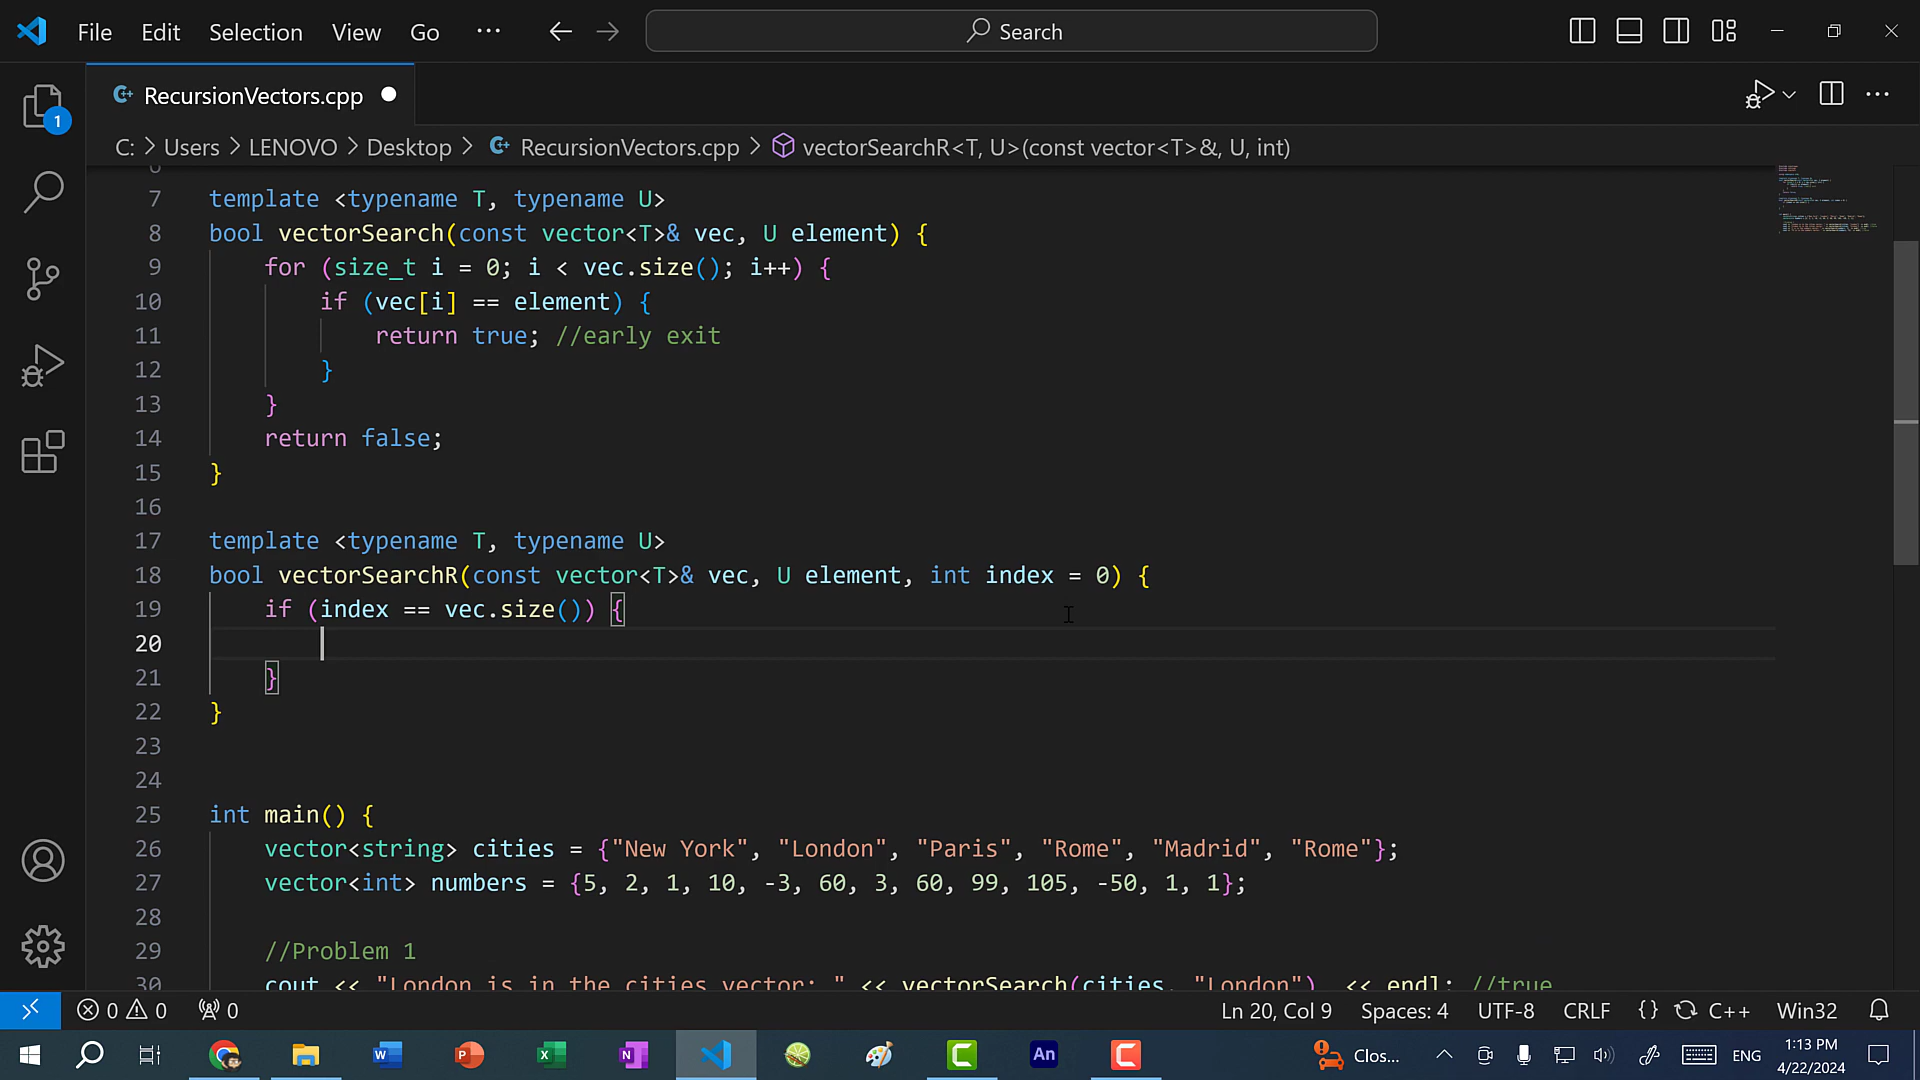 File Edit Selection View Go ··· Search
RecursionVectors.cpp
C: > Users > LENOVO > Desktop > RecursionVectors.cpp > vectorSearchR<T, U>(const vector<T>&, U, int)
1
6
7 template <typename T, typename U>
8 bool vectorSearch(const vector<T>& vec, U element) {
9 for (size_t i = 0; i < vec.size(); i++) {
10 if (vec[i] == element) {
11 return true; //early exit
12 }
13 }
14 return false;
15 }
16
17 template <typename T, typename U>
18 bool vectorSearchR(const vector<T>& vec, U element, int index = 0) {
19 if (index == vec.size()) {
20
21 }
22 }
23
24
25 int main() {
26 vector<string> cities = {"New York", "London", "Paris", "Rome", "Madrid", "Rome"};
27 vector<int> numbers = {5, 2, 1, 10, -3, 60, 3, 60, 99, 105, -50, 1, 1};
28
29 //Problem 1
30 cout << "London is in the cities vector: " << vectorSearch(cities, "London") << endl; //true
0 0 0 Ln 20, Col 9 Spaces: 4 UTF-8 CRLF {} C++ Win32
W P X N An C C Clos... ENG 1:13 PM
4/22/2024